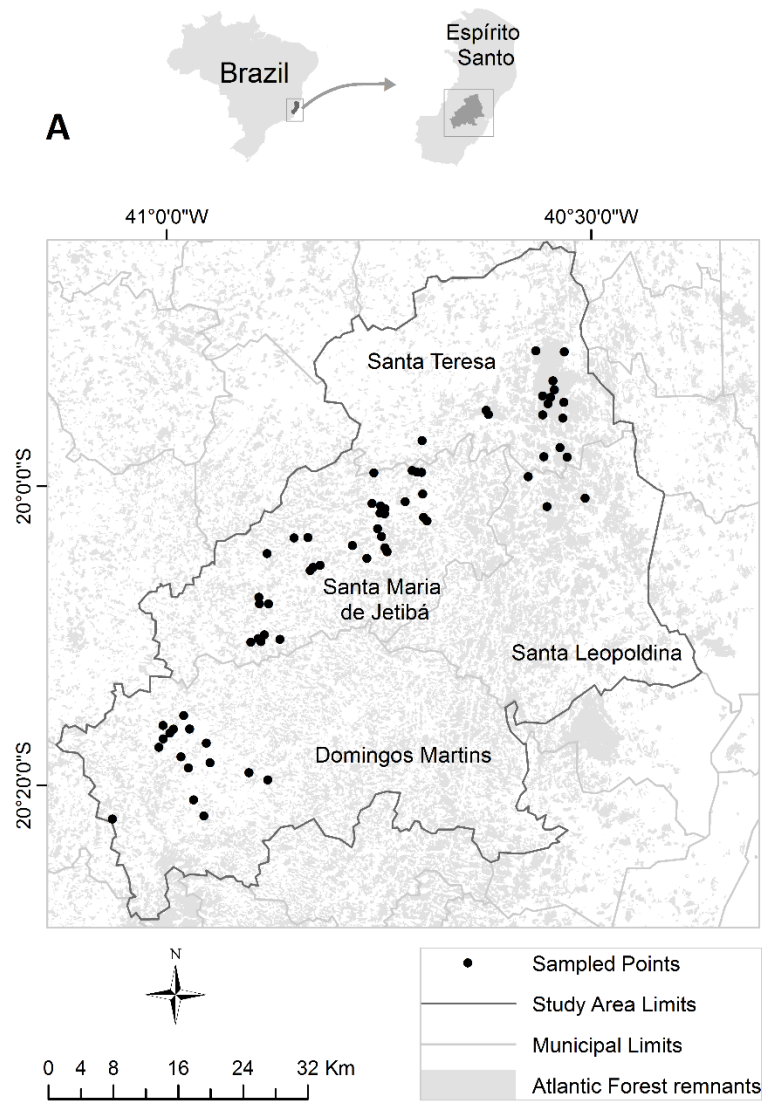 Espírito
Santo
Brazil
A
41°0'0"W
40°30'0"W
Santa Teresa
20°0'0"S
Santa Maria
de Jetibá
Santa Leopoldina
Domingos Martins
20°20'0"S
N
Sampled Points
Study Area Limits
Municipal Limits
Atlantic Forest remnants
0 4 8 16 24 32 Km